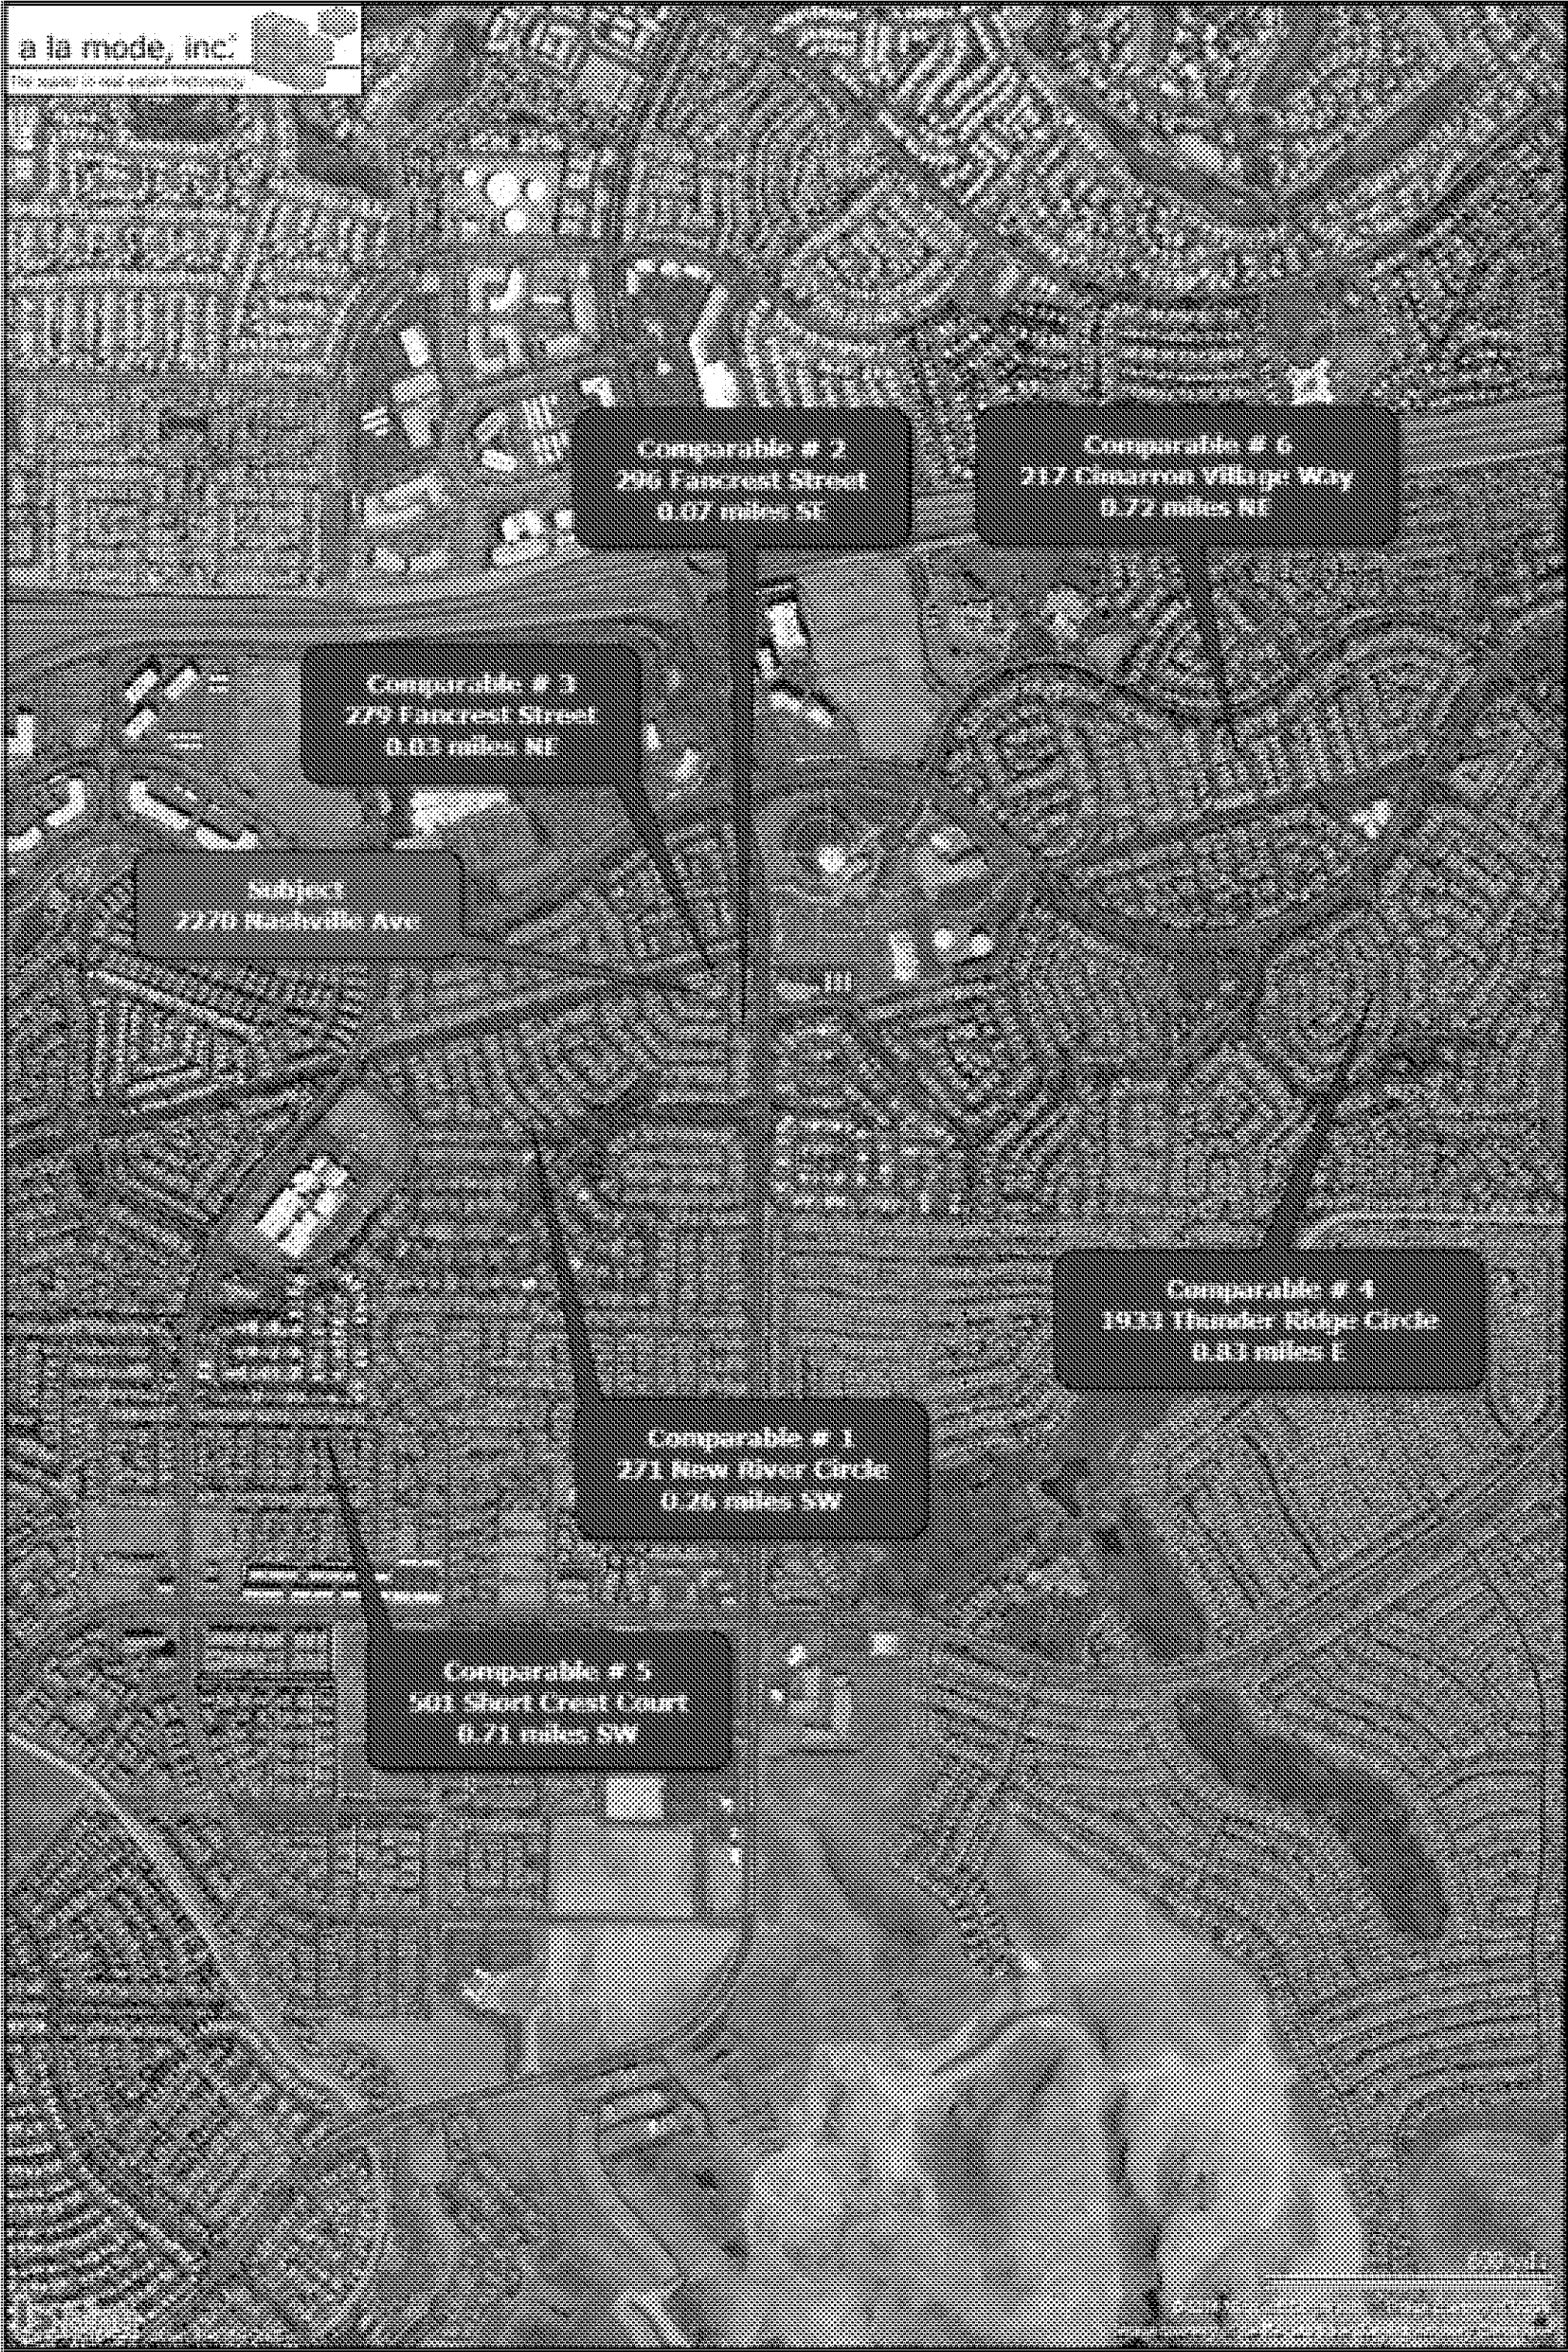 a la mode, inc.
Comparable # 2
296 Fancrest Street
0.07 miles SE
Comparable # 6
217 Cimarron Village Way
0.72 miles NE
Comparable # 3
279 Fancrest Street
0.03 miles NE
Subject
2270 Nashville Ave
Comparable # 4
1933 Thunder Ridge Circle
0.83 miles E
Comparable # 1
271 New River Circle
0.26 miles SW
Comparable # 5
501 Short Crest Court
0.71 miles SW